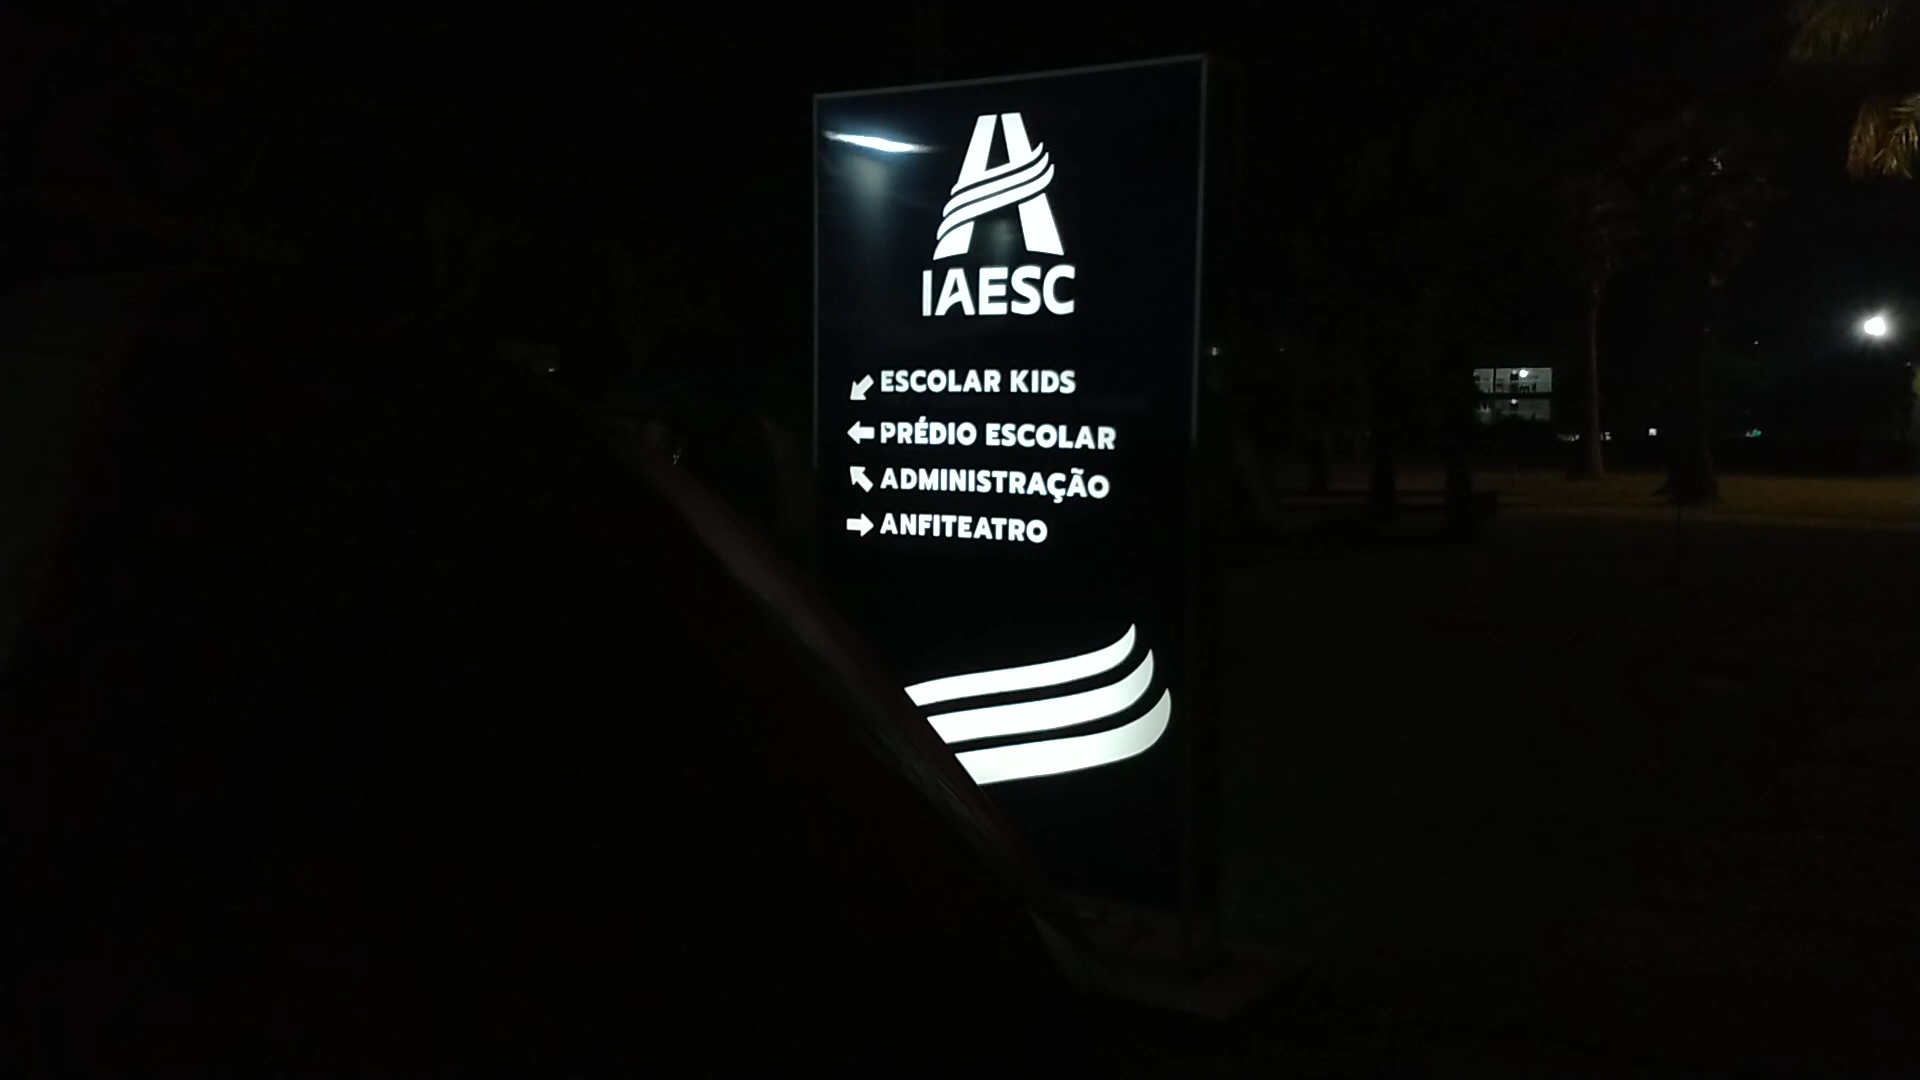 IAESC
ESCOLAR KIDS
PRÉDIO ESCOLAR
ADMINISTRAÇÃO
ANFITEATRO